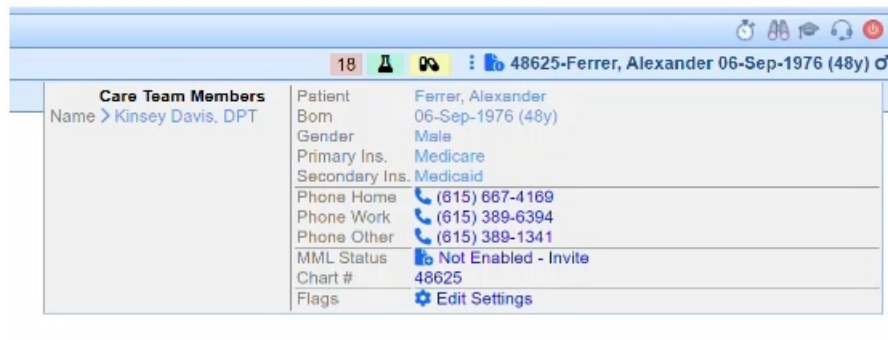 18 48625-Ferrer, Alexander 06-Sep-1976 (48y) ♂
Care Team Members
Name > Kinsey Davis, DPT
Patient Ferrer, Alexander
Born 06-Sep-1976 (48y)
Gender Male
Primary Ins. Medicare
Secondary Ins. Medicaid
Phone Home (615) 667-4169
Phone Work (615) 389-6394
Phone Other (615) 389-1341
MML Status Not Enabled - Invite
Chart # 48625
Flags Edit Settings